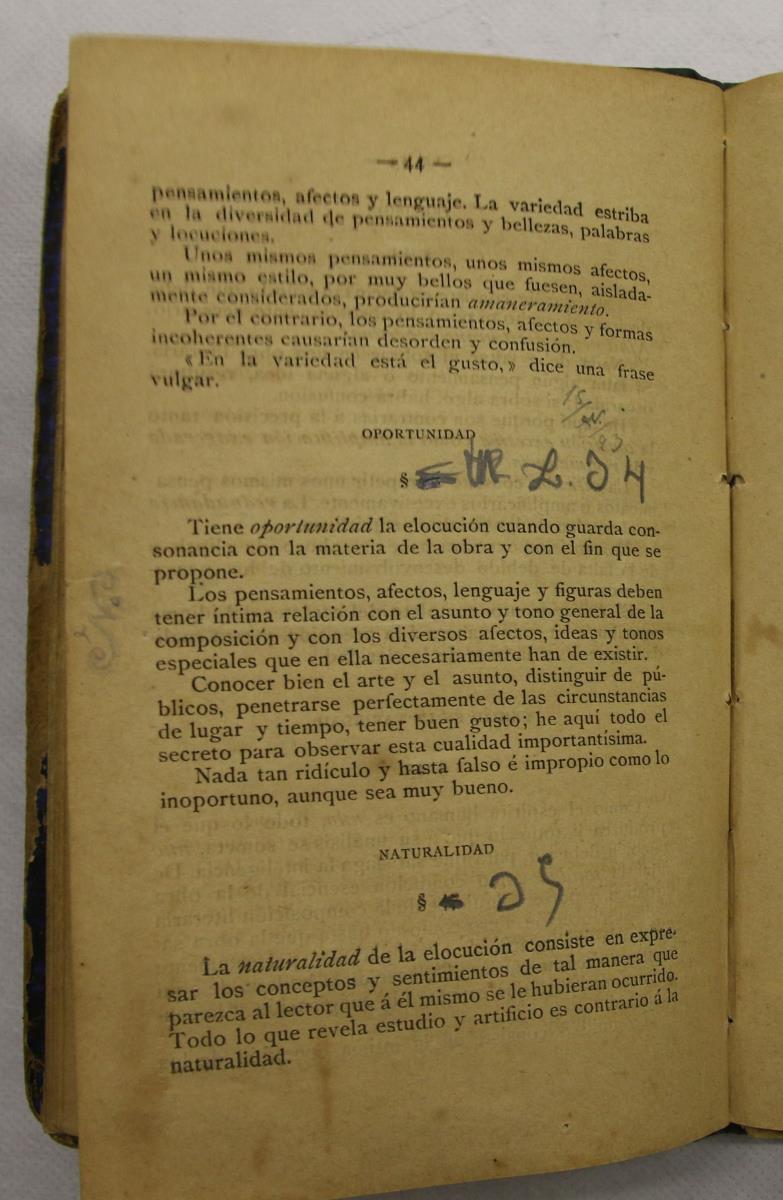 — 44 —
pensamientos, afectos y lenguaje. La variedad estriba
en la diversidad de pensamientos y bellezas, palabras
y locuciones.
Unos mismos pensamientos, unos mismos afectos,
un mismo estilo, por muy bellos que fuesen, aislada-
mente considerados, producirían amaneramiento.
Por el contrario, los pensamientos, afectos y formas
incoherentes causarían desorden y confusión.
«En la variedad está el gusto,» dice una frase
vulgar.
OPORTUNIDAD
§ L. 34
Tiene oportunidad la elocución cuando guarda con-
sonancia con la materia de la obra y con el fin que se
propone.
Los pensamientos, afectos, lenguaje y figuras deben
tener íntima relación con el asunto y tono general de la
composición y con los diversos afectos, ideas y tonos
especiales que en ella necesariamente han de existir.
Conocer bien el arte y el asunto, distinguir de pú-
blicos, penetrarse perfectamente de las circunstancias
de lugar y tiempo, tener buen gusto; he aquí todo el
secreto para observar esta cualidad importantísima.
Nada tan ridículo y hasta falso é impropio como lo
inoportuno, aunque sea muy bueno.
NATURALIDAD
§ 35
La naturalidad de la elocución consiste en expre-
sar los conceptos y sentimientos de tal manera que
parezca al lector que á él mismo se le hubieran ocurrido.
Todo lo que revela estudio y artificio es contrario á la
naturalidad.